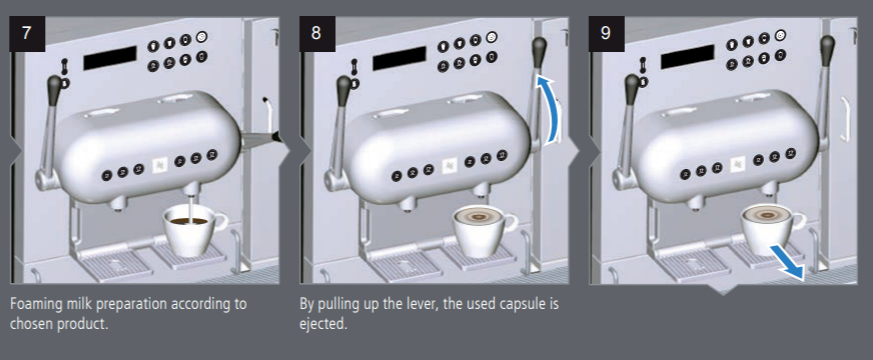 7
8
9
Foaming milk preparation according to
chosen product.
By pulling up the lever, the used capsule is
ejected.